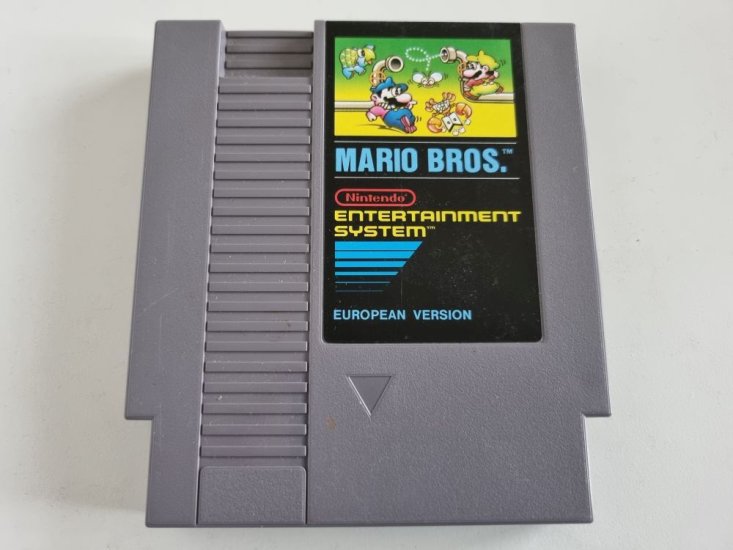 MARIO BROS.™
Nintendo®
ENTERTAINMENT
SYSTEM™
EUROPEAN VERSION